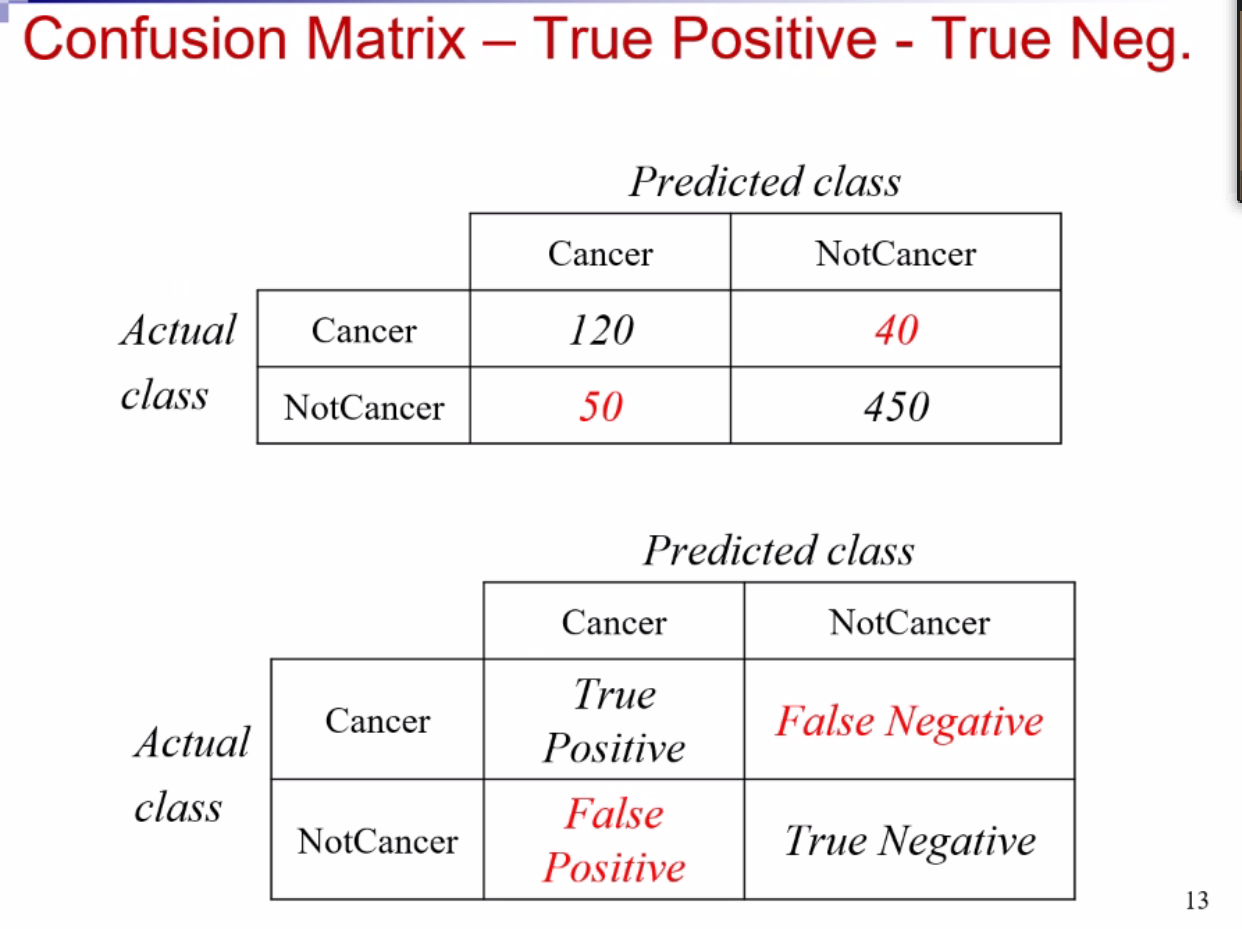 Confusion Matrix – True Positive - True Neg.
Predicted class
Cancer NotCancer
Actual Cancer 120 40
class NotCancer 50 450
Predicted class
Cancer NotCancer
True
Cancer False Negative
Actual Positive
class False
NotCancer True Negative
Positive
13